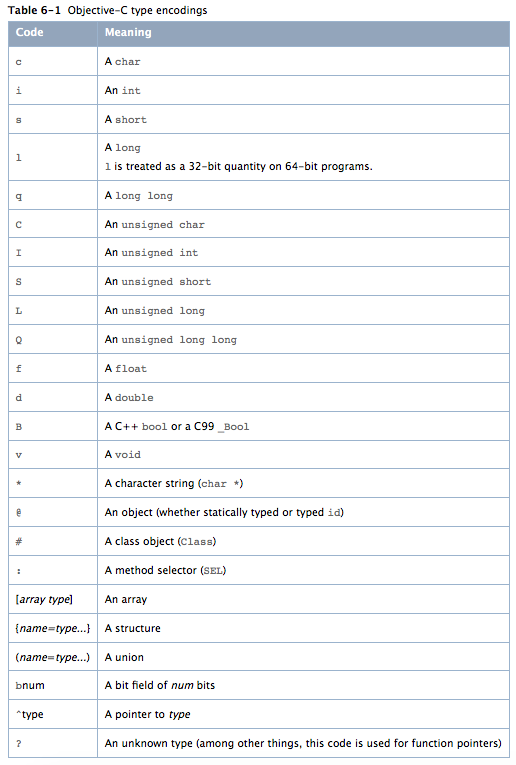 Table 6-1 Objective-C type encodings
Code Meaning
c A char
i An int
s A short
l A long
l is treated as a 32-bit quantity on 64-bit programs.
q A long long
C An unsigned char
I An unsigned int
S An unsigned short
L An unsigned long
Q An unsigned long long
f A float
d A double
B A C++ bool or a C99 _Bool
v A void
* A character string (char *)
@ An object (whether statically typed or typed id)
# A class object (Class)
: A method selector (SEL)
[array type] An array
{name=type...} A structure
(name=type...) A union
bnum A bit field of num bits
^type A pointer to type
? An unknown type (among other things, this code is used for function pointers)